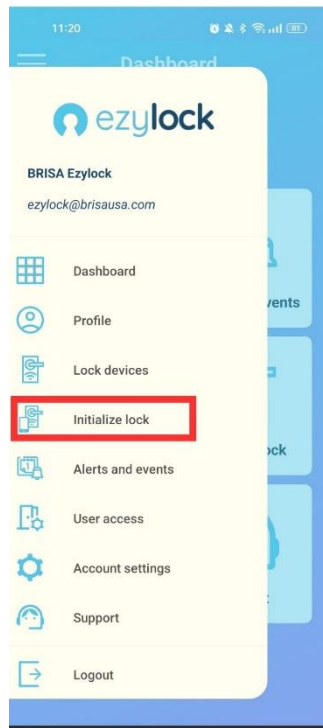 11:20
81
Dashboard
ezylock
BRISA Ezylock
ezylock@brisausa.com
Dashboard
Profile
vents
Lock devices
Initialize lock
ock
Alerts and events
User access
Account settings
Support
Logout